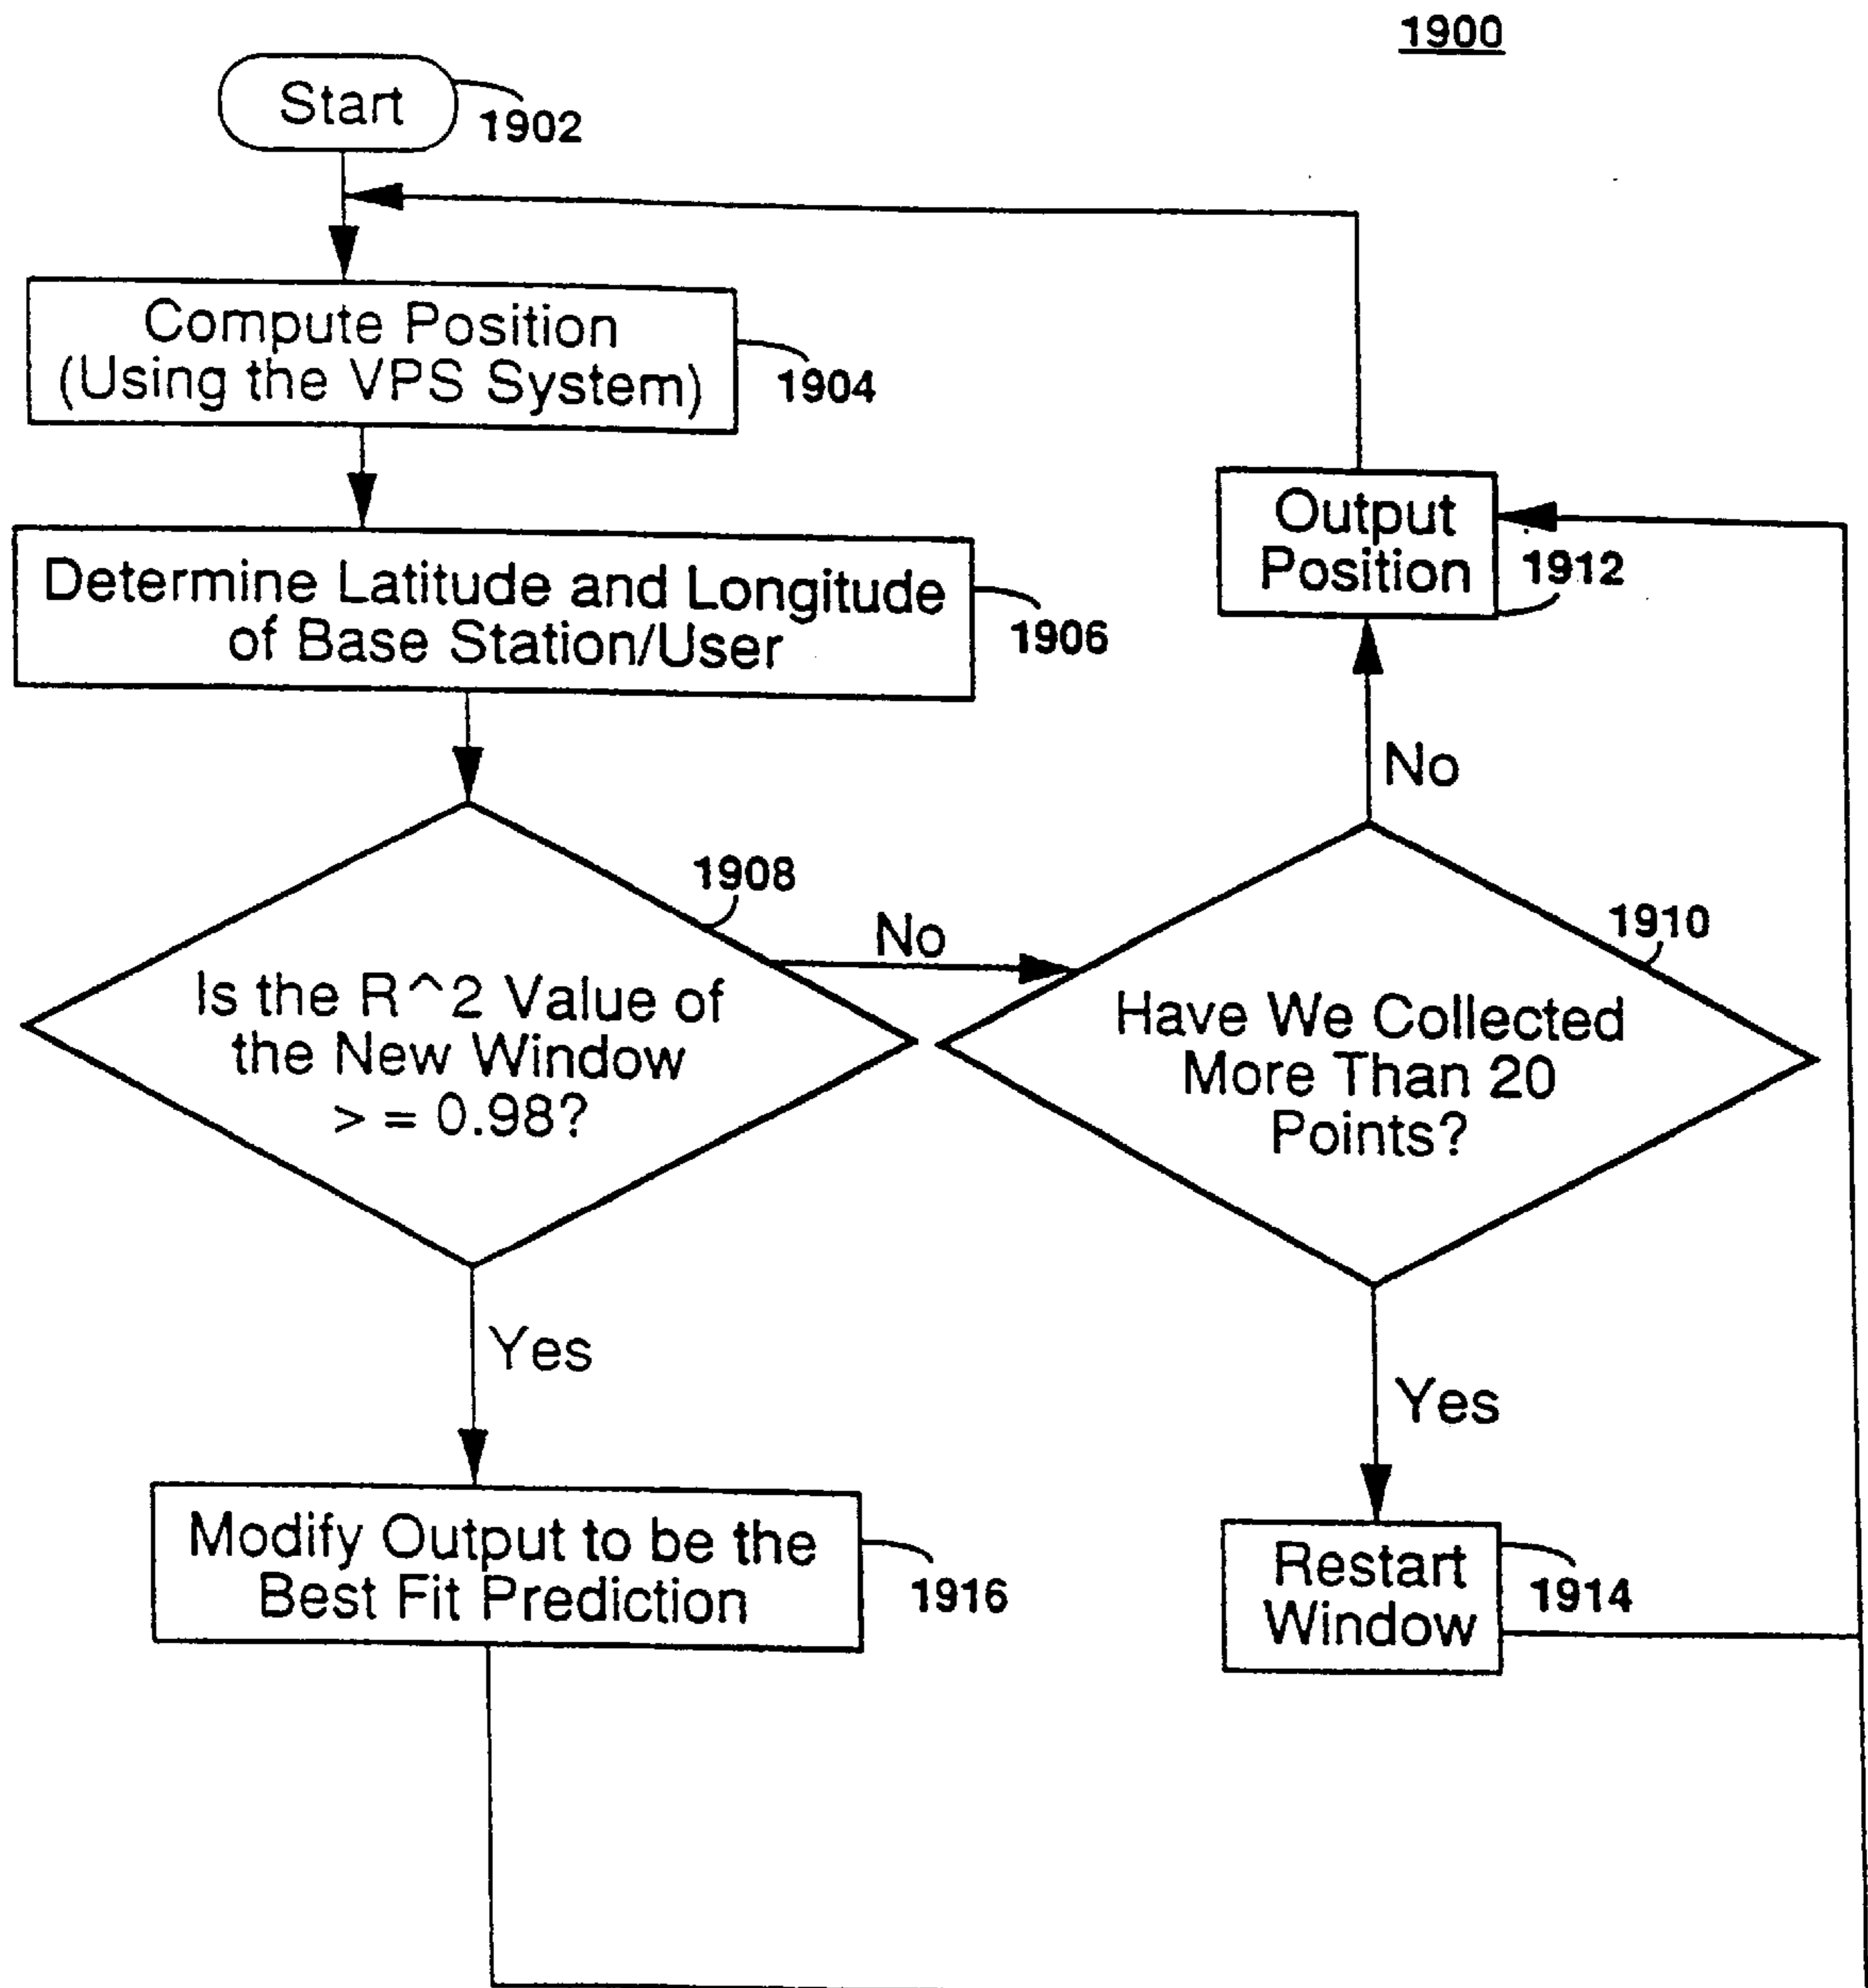 1900
Start
1902
Compute Position
(Using the VPS System)
1904
Determine Latitude and Longitude
of Base Station/User
1906
Output
Position
1912
No
1908
Is the R^2 Value of
the New Window
> = 0.98?
No
1910
Have We Collected
More Than 20
Points?
Yes
Yes
Modify Output to be the
Best Fit Prediction
1916
Restart
Window
1914